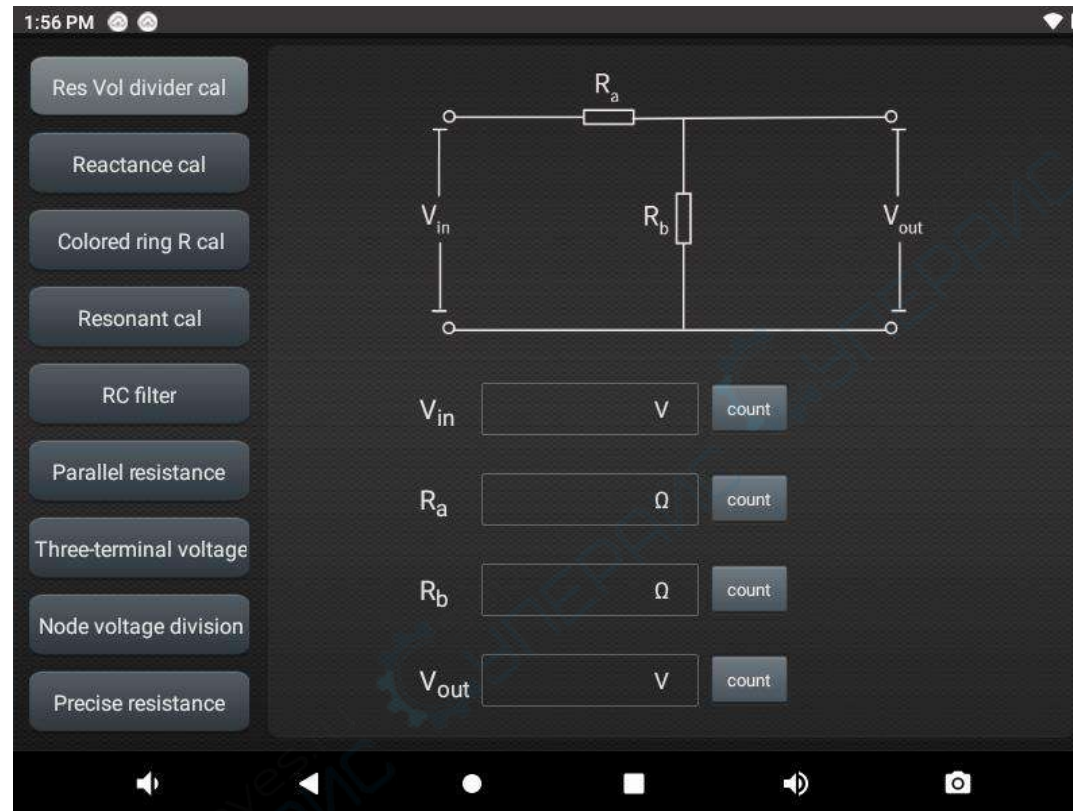 1:56 PM
Res Vol divider cal
Reactance cal
Colored ring R cal
Resonant cal
RC filter
Parallel resistance
Three-terminal voltage
Node voltage division
Precise resistance
Ra
Vin
Rb
Vout
Vin V count
Ra Ω count
Rb Ω count
Vout V count